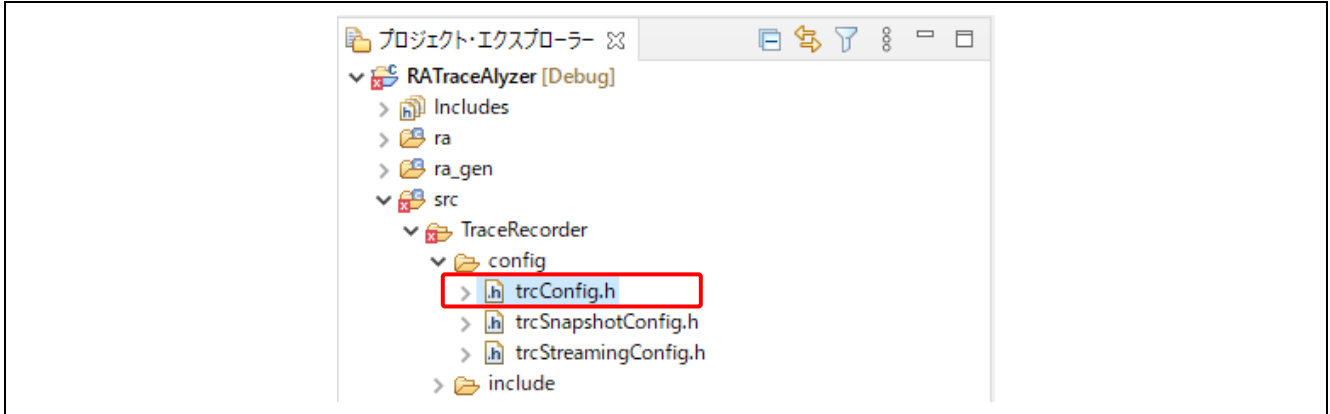 プロジェクト・エクスプローラー
RATraceAlyzer [Debug]
Includes
ra
ra_gen
src
TraceRecorder
config
trcConfig.h
trcSnapshotConfig.h
trcStreamingConfig.h
include